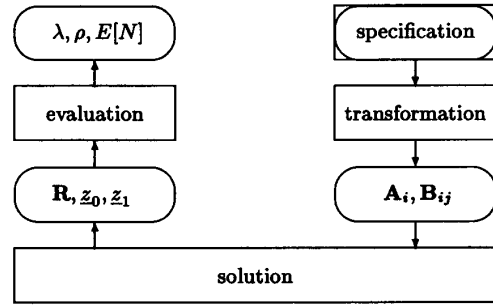 λ, ρ, E[N]
specification
evaluation
transformation
R, z₀, z₁
Aᵢ, Bᵢⱼ
solution